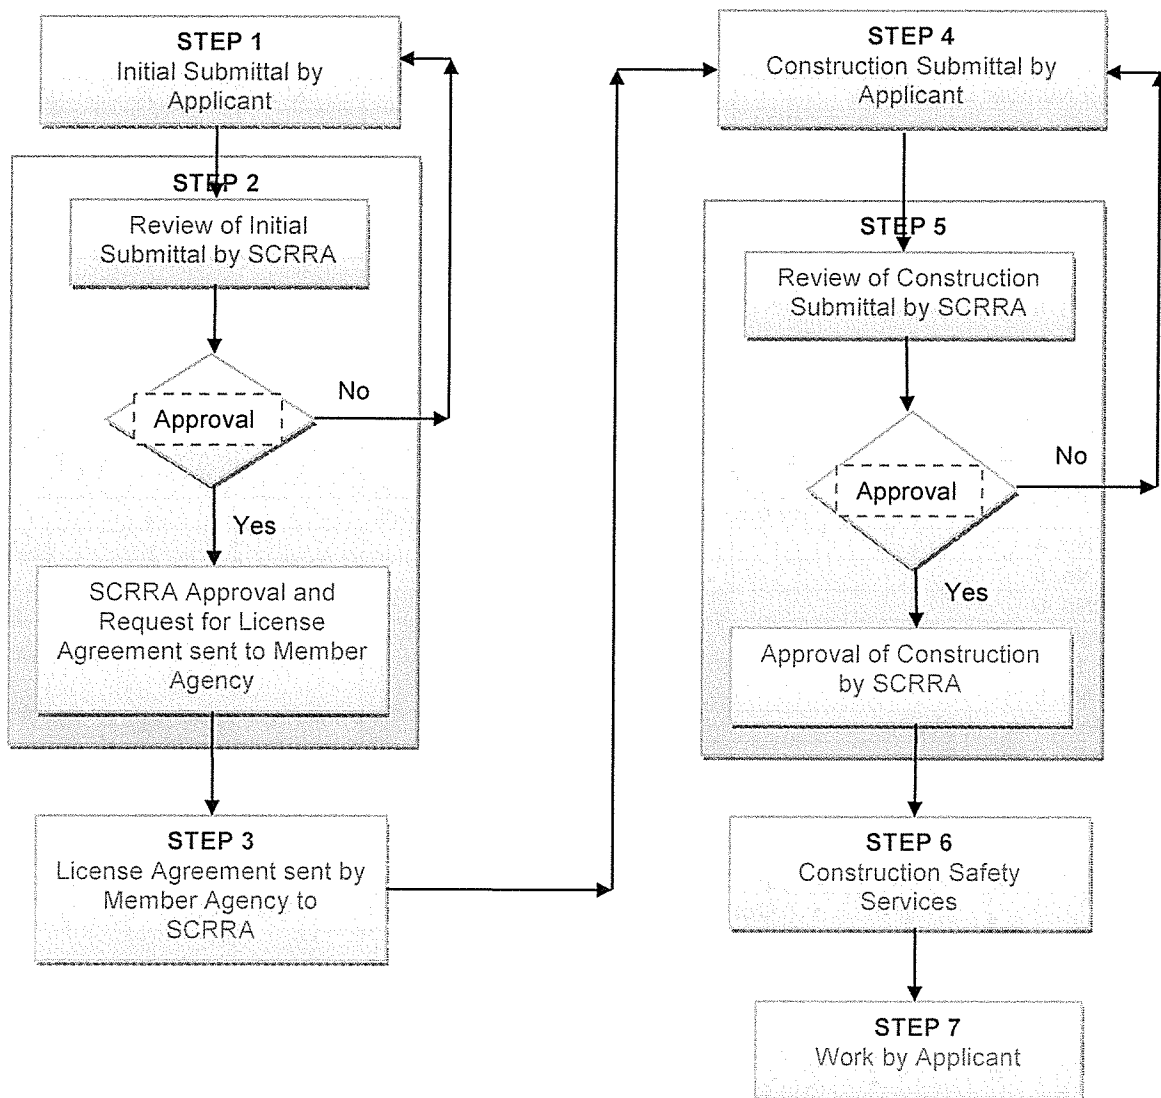 STEP 1
Initial Submittal by
Applicant
STEP 2
Review of Initial
Submittal by SCRRA
Approval
No
Yes
SCRRA Approval and
Request for License
Agreement sent to Member
Agency
STEP 3
License Agreement sent by
Member Agency to
SCRRA
STEP 4
Construction Submittal by
Applicant
STEP 5
Review of Construction
Submittal by SCRRA
Approval
No
Yes
Approval of Construction
by SCRRA
STEP 6
Construction Safety
Services
STEP 7
Work by Applicant